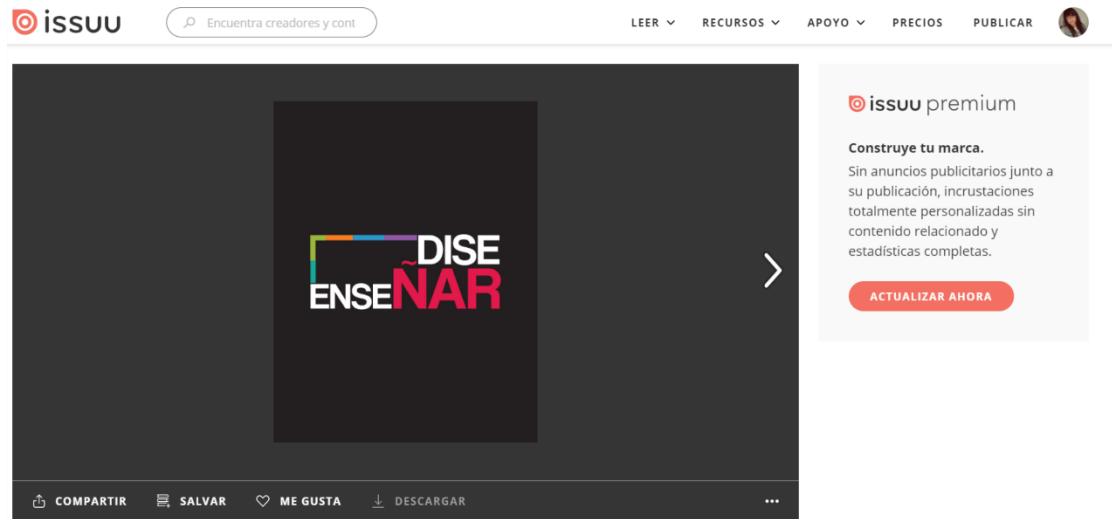 issuu
Encuentra creadores y cont
LEER
RECURSOS
APOYO
PRECIOS
PUBLICAR
DISE
ENSEÑAR
issuu premium
Construye tu marca.
Sin anuncios publicitarios junto a
su publicación, incrustaciones
totalmente personalizadas sin
contenido relacionado y
estadísticas completas.
ACTUALIZAR AHORA
COMPARTIR
SALVAR
ME GUSTA
DESCARGAR